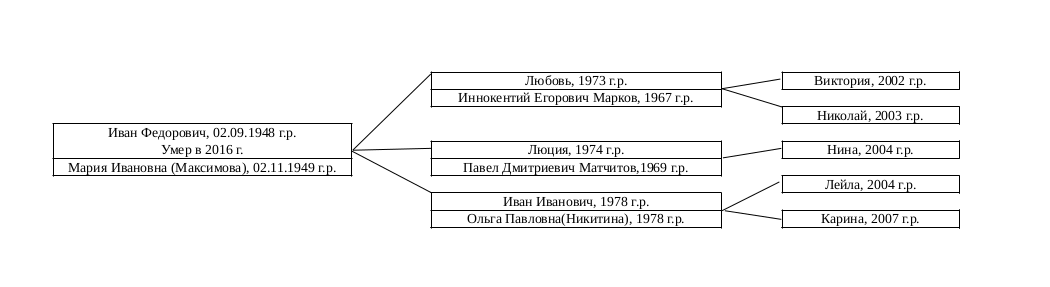 Иван Федорович, 02.09.1948 г.р.
Умер в 2016 г.
Мария Ивановна (Максимова), 02.11.1949 г.р.
Любовь, 1973 г.р.
Иннокентий Егорович Марков, 1967 г.р.
Люция, 1974 г.р.
Павел Дмитриевич Матчитов,1969 г.р.
Иван Иванович, 1978 г.р.
Ольга Павловна(Никитина), 1978 г.р.
Виктория, 2002 г.р.
Николай, 2003 г.р.
Нина, 2004 г.р.
Лейла, 2004 г.р.
Карина, 2007 г.р.